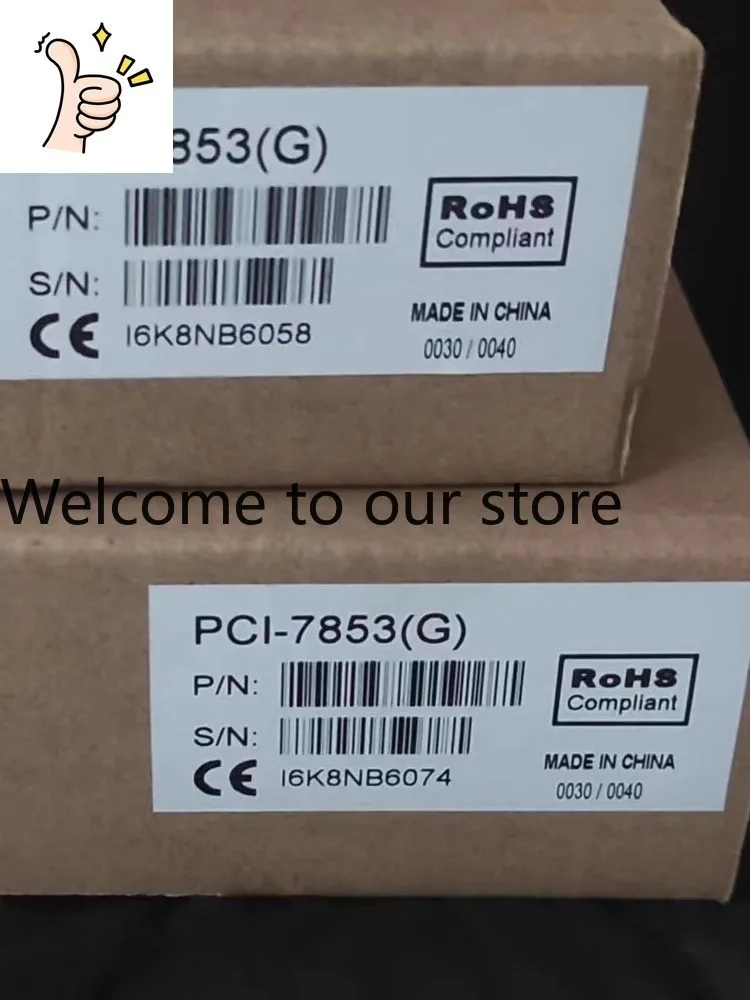 853(G)
P/N:
RoHS
Compliant
S/N:
CE I6K8NB6058
MADE IN CHINA
0030 / 0040
Welcome to our store
PCI-7853(G)
P/N:
RoHS
Compliant
S/N:
CE I6K8NB6074
MADE IN CHINA
0030 / 0040